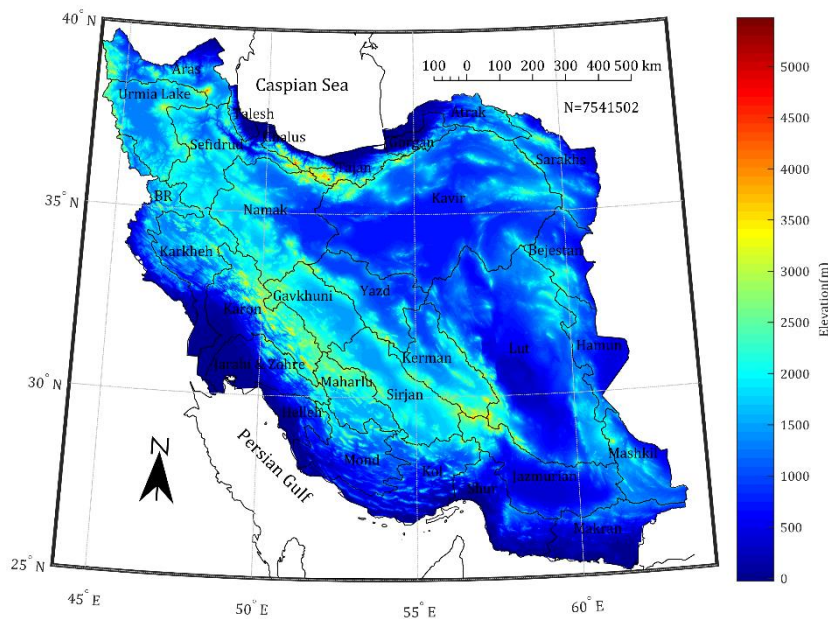 40° N
35° N
30° N
25° N
45° E
50° E
55° E
60° E
Caspian Sea
100 0 100 200 300 400 500 km
N=7541502
Aras
Urmia Lake
Talesh
Sefidrud
Atrak
Gorgan
Sarakhs
BR
Namak
Kavir
Karkheh
Bejestan
Gavkhuni
Yazd
Karon
Kerman
Lut
Hamun
Jarahi & Zohre
Maharlu
Sirjan
Helleh
Persian Gulf
Mond
Kol
Mashkil
Jazmurian
Makran
N
5000
4500
4000
3500
3000
2500
2000
1500
1000
500
0
Elevation(m)